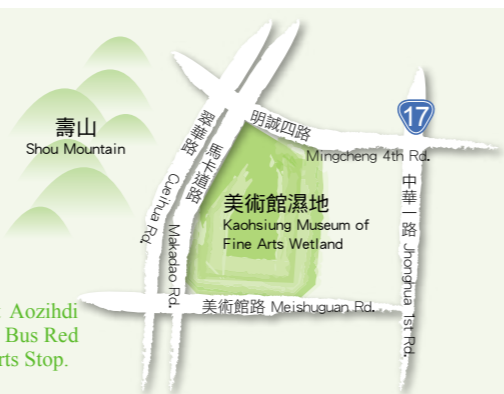 17
明誠四路
Mingcheng 4th Rd.
壽山
Shou Mountain
翠華路 Cueihua Rd.
馬卡道路
Makadao Rd.
美術館濕地
Kaohsiung Museum of
Fine Arts Wetland
中華一路 Jhonghua 1st Rd.
美術館路 Meishuguan Rd.
Aozihdi
Bus Red
rts Stop.